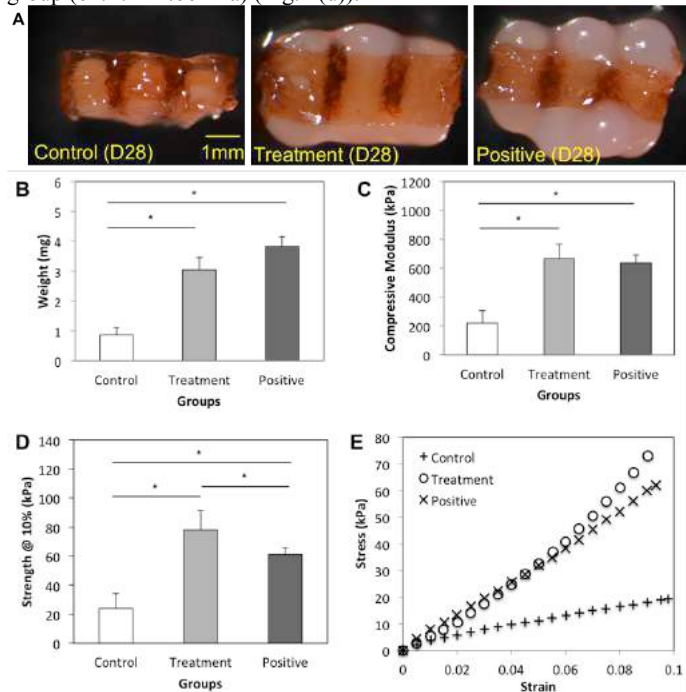 A
Control (D28)
1mm
Treatment (D28)
Positive (D28)
B
Weight (mg)
6
5
4
3
2
1
0
*
*
Control
Treatment
Positive
Groups
C
Compressive Modulus (kPa)
1200
1000
800
600
400
200
0
*
*
Control
Treatment
Positive
Groups
D
Strength @ 10% (kPa)
140
120
100
80
60
40
20
0
*
*
*
Control
Treatment
Positive
Groups
E
Stress (kPa)
80
70
60
50
40
30
20
10
0
+ Control
○ Treatment
× Positive
0
0.02
0.04
0.06
0.08
0.1
Strain